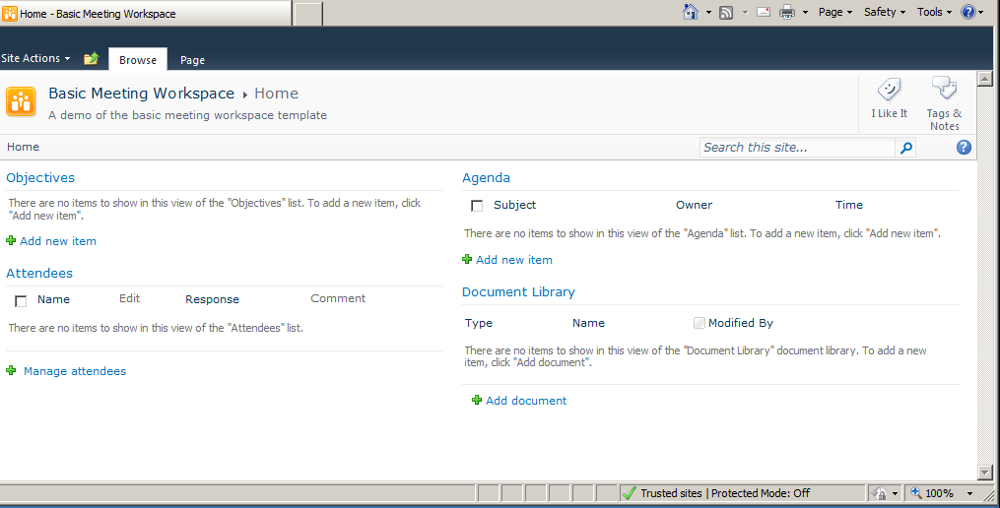 Home - Basic Meeting Workspace
Page Safety Tools
Site Actions Browse Page
Basic Meeting Workspace Home
A demo of the basic meeting workspace template
I Like It
Tags &
Notes
Home
Search this site...
Objectives
There are no items to show in this view of the "Objectives" list. To add a new item, click
"Add new item".
Add new item
Attendees
Name Edit Response Comment
There are no items to show in this view of the "Attendees" list.
Manage attendees
Agenda
Subject Owner Time
There are no items to show in this view of the "Agenda" list. To add a new item, click "Add new item".
Add new item
Document Library
Type Name Modified By
There are no items to show in this view of the "Document Library" document library. To add a new
item, click "Add document".
Add document
Trusted sites | Protected Mode: Off
100%